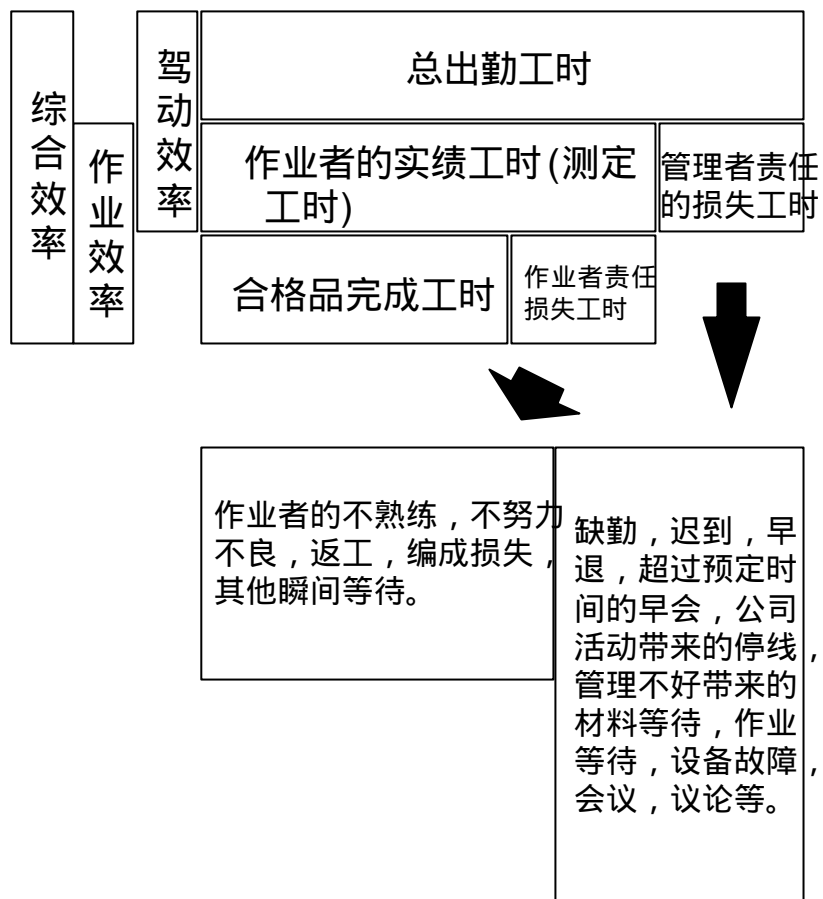 综合效率
作业效率
驾动效率
总出勤工时
作业者的实绩工时(测定
工时)
管理者责任
的损失工时
合格品完成工时
作业者责任
损失工时
作业者的不熟练，不努力
不良，返工，编成损失，
其他瞬间等待。
缺勤，迟到，早
退，超过预定时
间的早会，公司
活动带来的停线，
管理不好带来的
材料等待，作业
等待，设备故障，
会议，议论等。